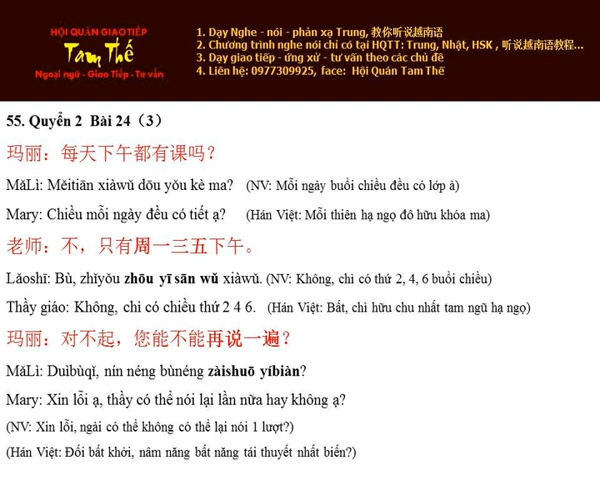 HỘI QUÁN GIAO TIẾP
Tam Thế
Ngoại ngữ - Giao Tiếp -Tư vấn
1. Dạy Nghe - nói - phản xạ Trung, 教你听说越南语
2. Chương trình nghe nói chỉ có tại HQTT: Trung, Nhật, HSK , 听说越南语教程...
3. Dạy giao tiếp - ứng xử - tư vấn theo các chủ đề
4. Liên hệ: 0977309925, face: Hội Quán Tam Thế
55. Quyển 2 Bài 24（3）
玛丽：每天下午都有课吗？
MǎLì: Měitiān xiàwǔ dōu yǒu kè ma? (NV: Mỗi ngày buổi chiều đều có lớp à)
Mary: Chiều mỗi ngày đều có tiết ạ? (Hán Việt: Mỗi thiên hạ ngọ đô hữu khóa ma)
老师：不，只有周一三五下午。
Lǎoshī: Bù, zhǐyǒu zhōu yī sān wǔ xiàwǔ. (NV: Không, chỉ có thứ 2, 4, 6 buổi chiều)
Thầy giáo: Không, chỉ có chiều thứ 2 4 6. (Hán Việt: Bất, chỉ hữu chu nhất tam ngũ hạ ngọ)
玛丽：对不起，您能不能再说一遍？
MǎLì: Duìbùqǐ, nín néng bùnéng zàishuō yíbiàn?
Mary: Xin lỗi ạ, thầy có thể nói lại lần nữa hay không ạ?
(NV: Xin lỗi, ngài có thể không có thể lại nói 1 lượt?)
(Hán Việt: Đối bất khởi, nâm năng bất năng tái thuyết nhất biến?)